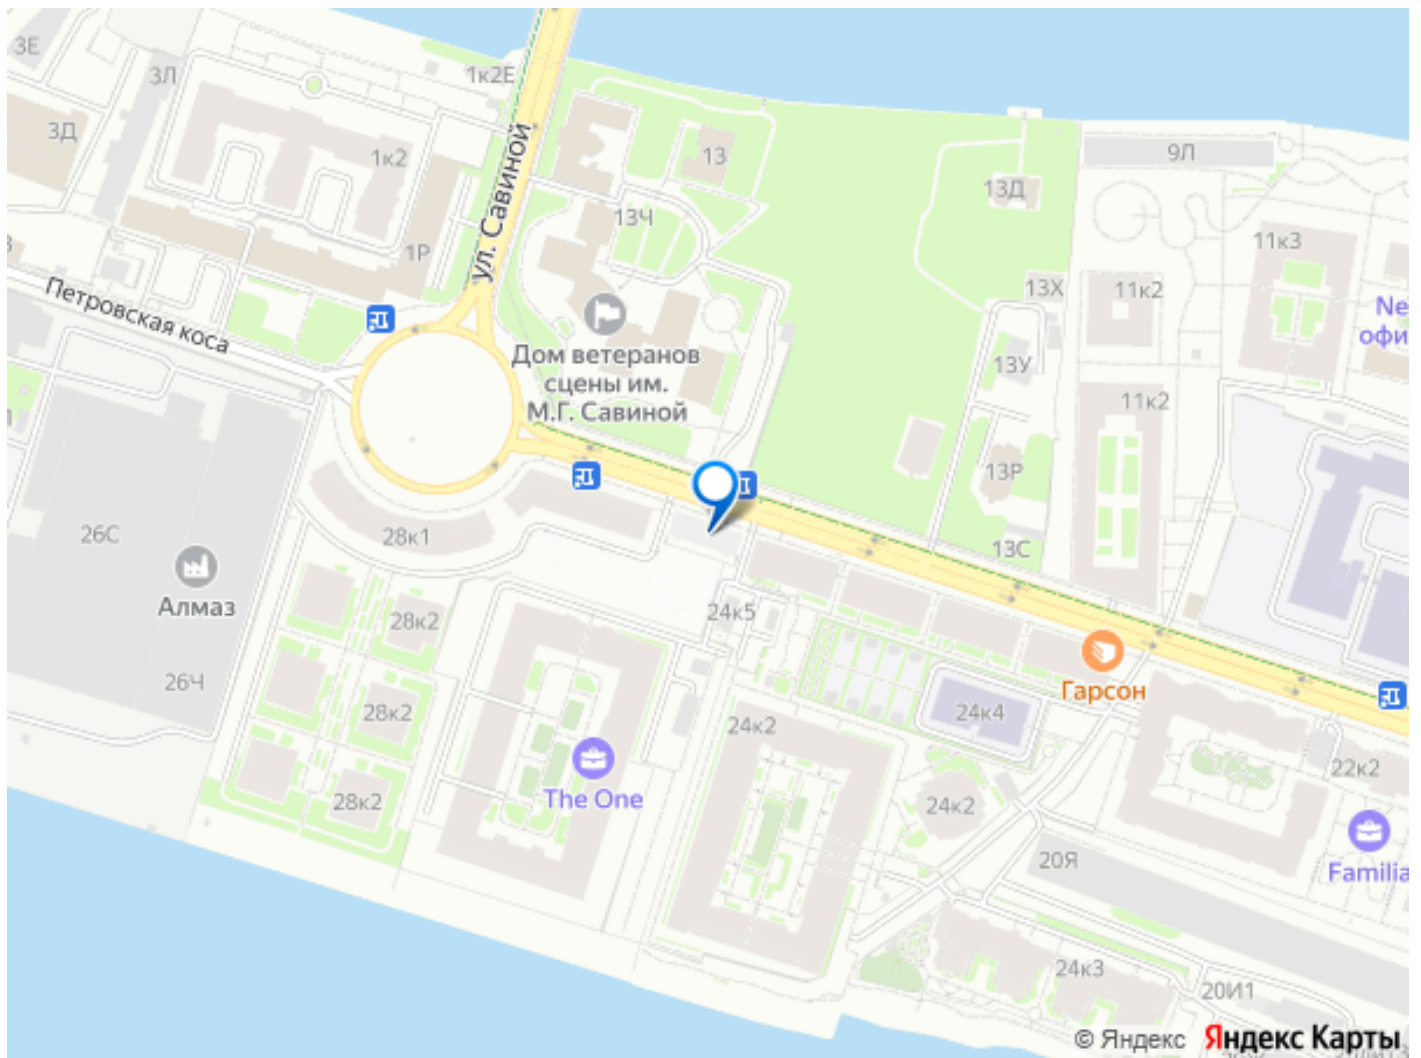 3Е
3Л
1к2Е
3Д
1к2
ул. Савиной
13
9Л
13Д
13Ч
1Р
11к3
13Х
11к2
Петровская коса
Дом ветеранов
сцены им.
М.Г. Савиной
13У
Ne
офи
11к2
13Р
26С
28к1
13С
Алмаз
28к2
24к5
Гарсон
26Ч
28к2
24к2
24к4
22к2
The One
28к2
24к2
20Я
Familia
24к3
20И1
© Яндекс Яндекс Карты